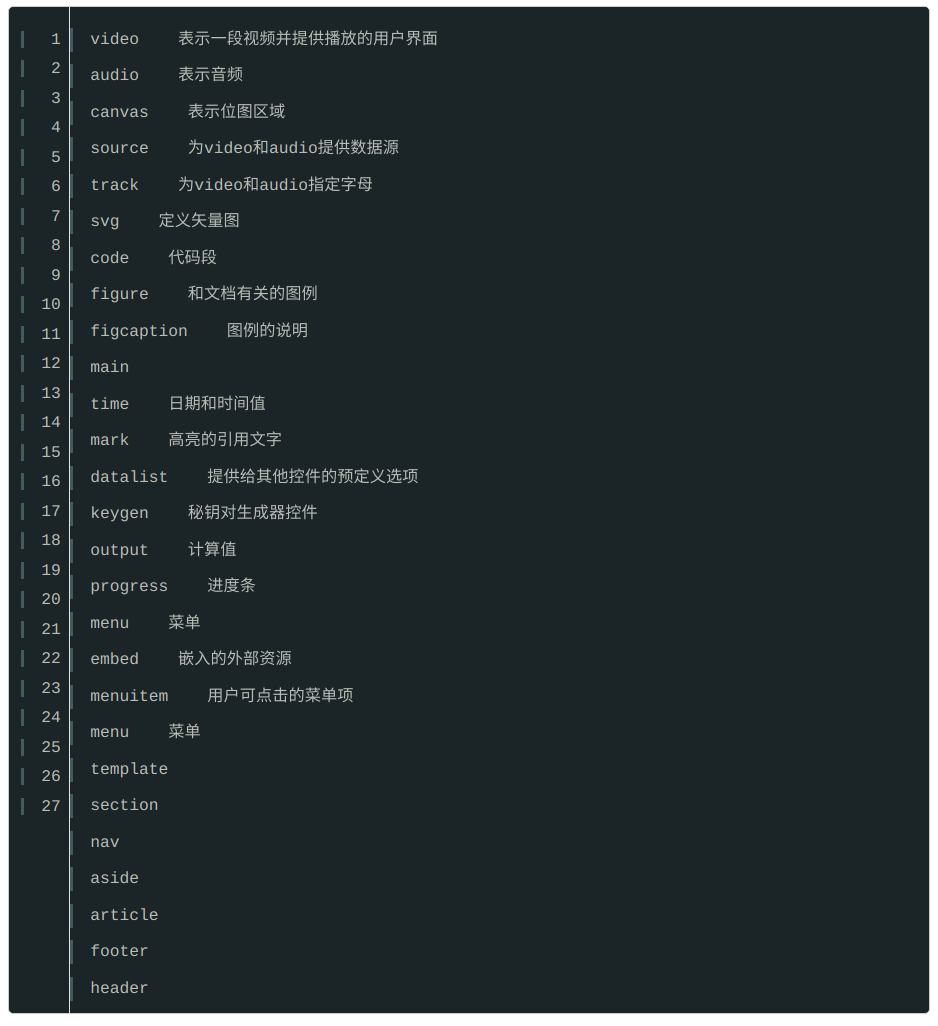 1 video 表示一段视频并提供播放的用户界面
2 audio 表示音频
3 canvas 表示位图区域
4 source 为video和audio提供数据源
5 track 为video和audio指定字母
6 svg 定义矢量图
7 code 代码段
8 figure 和文档有关的图例
9 figcaption 图例的说明
10 main
11 time 日期和时间值
12 mark 高亮的引用文字
13 datalist 提供给其他控件的预定义选项
14 keygen 秘钥对生成器控件
15 output 计算值
16 progress 进度条
17 menu 菜单
18 embed 嵌入的外部资源
19 menuitem 用户可点击的菜单项
20 menu 菜单
21 template
22 section
23 nav
24 aside
25 article
26 footer
27 header